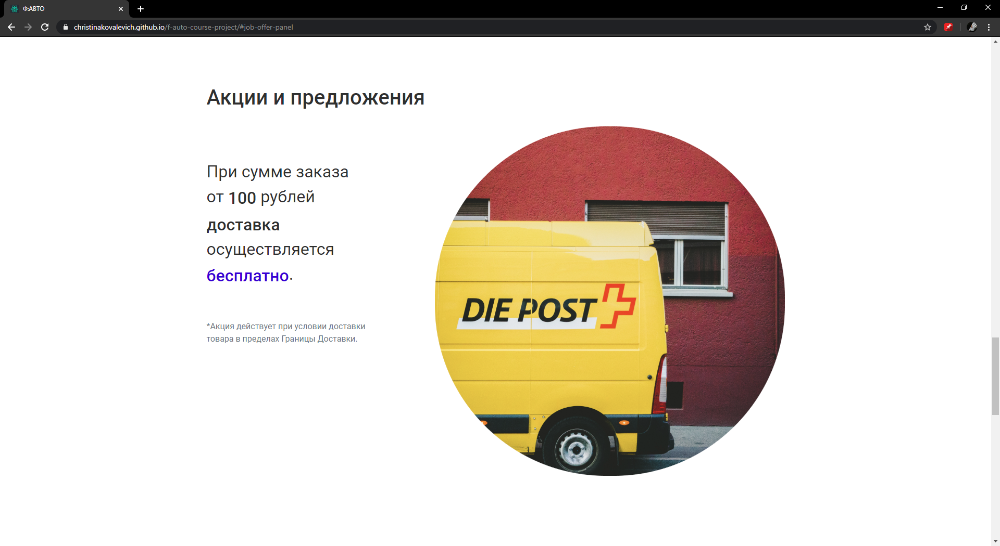 Ф:АВТО
christinakovalevich.github.io/f-auto-course-project/#job-offer-panel
Акции и предложения
При сумме заказа
от 100 рублей
доставка
осуществляется
бесплатно.
*Акция действует при условии доставки
товара в пределах Границы Доставки.
DIE POST